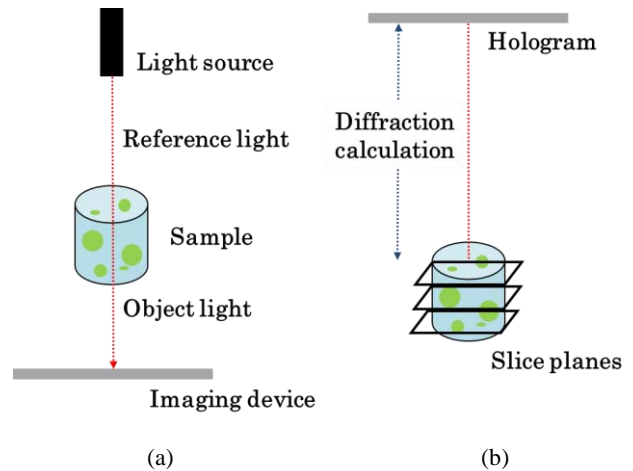 Light source
Reference light
Sample
Object light
Imaging device
(a)
Hologram
Diffraction
calculation
Slice planes
(b)